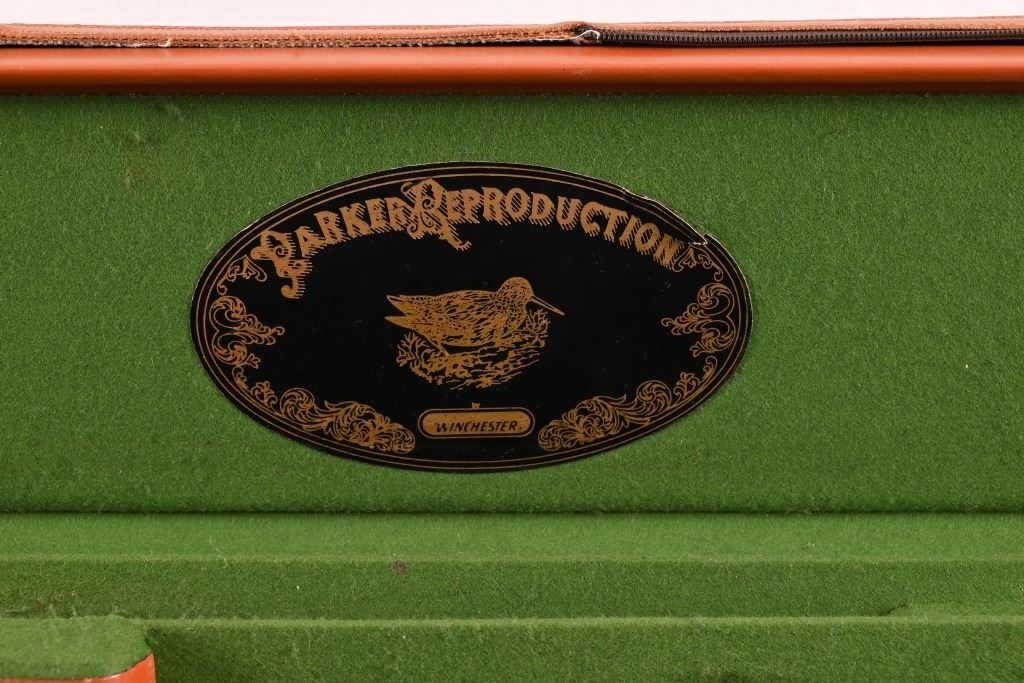 PARKER REPRODUCTION
WINCHESTER.